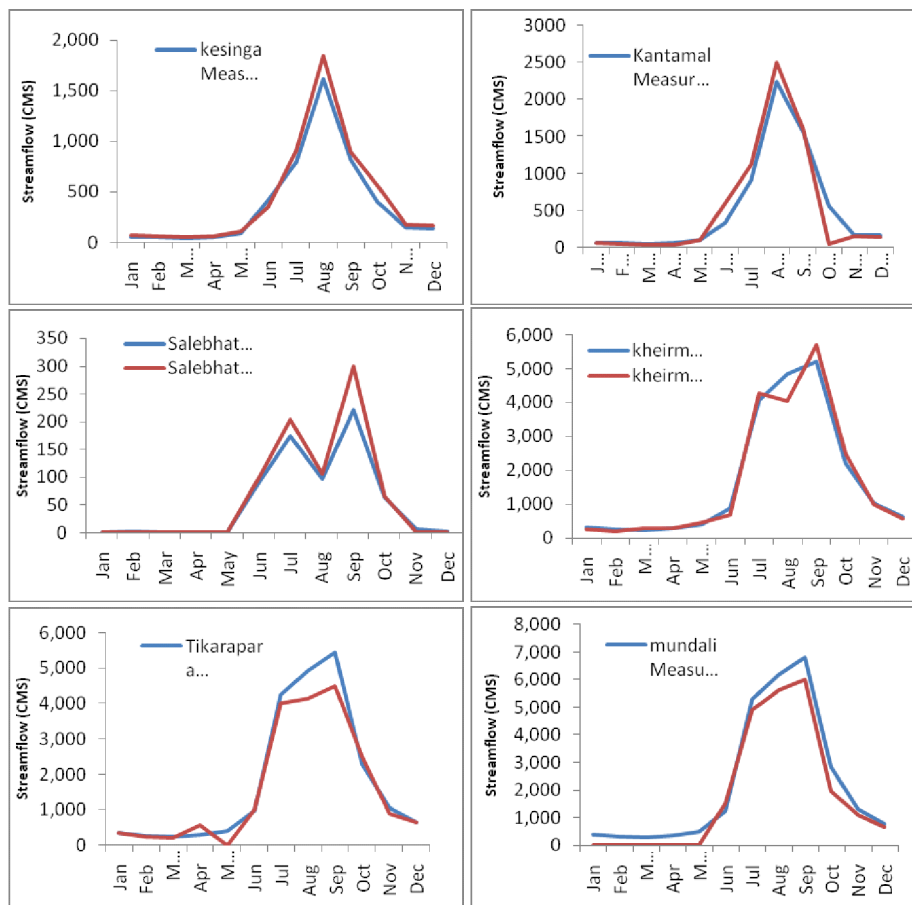 Streamflow (CMS)
2,000
1,500
1,000
500
0
kesinga
Meas...
Jan Feb M... Apr M... Jun Jul Aug Sep Oct N... Dec
Streamflow (CMS)
3000
2500
2000
1500
1000
500
0
Kantamal
Measur...
J... F... M... A... M... J... Jul A... S... O... N... D...
Streamflow (CMS)
350
300
250
200
150
100
50
0
Salebhat...
Salebhat...
Jan Feb Mar Apr May Jun Jul Aug Sep Oct Nov Dec
Streamflow (CMS)
6,000
5,000
4,000
3,000
2,000
1,000
0
kheirm...
kheirm...
Jan Feb M... Apr M... Jun Jul Aug Sep Oct Nov Dec
Streamflow (CMS)
6,000
5,000
4,000
3,000
2,000
1,000
0
Tikarapar
a...
Jan Feb M... Apr M... Jun Jul Aug Sep Oct Nov Dec
Streamflow (CMS)
8,000
7,000
6,000
5,000
4,000
3,000
2,000
1,000
0
mundali
Measu...
Jan Feb M... Apr M... Jun Jul Aug Sep Oct Nov Dec